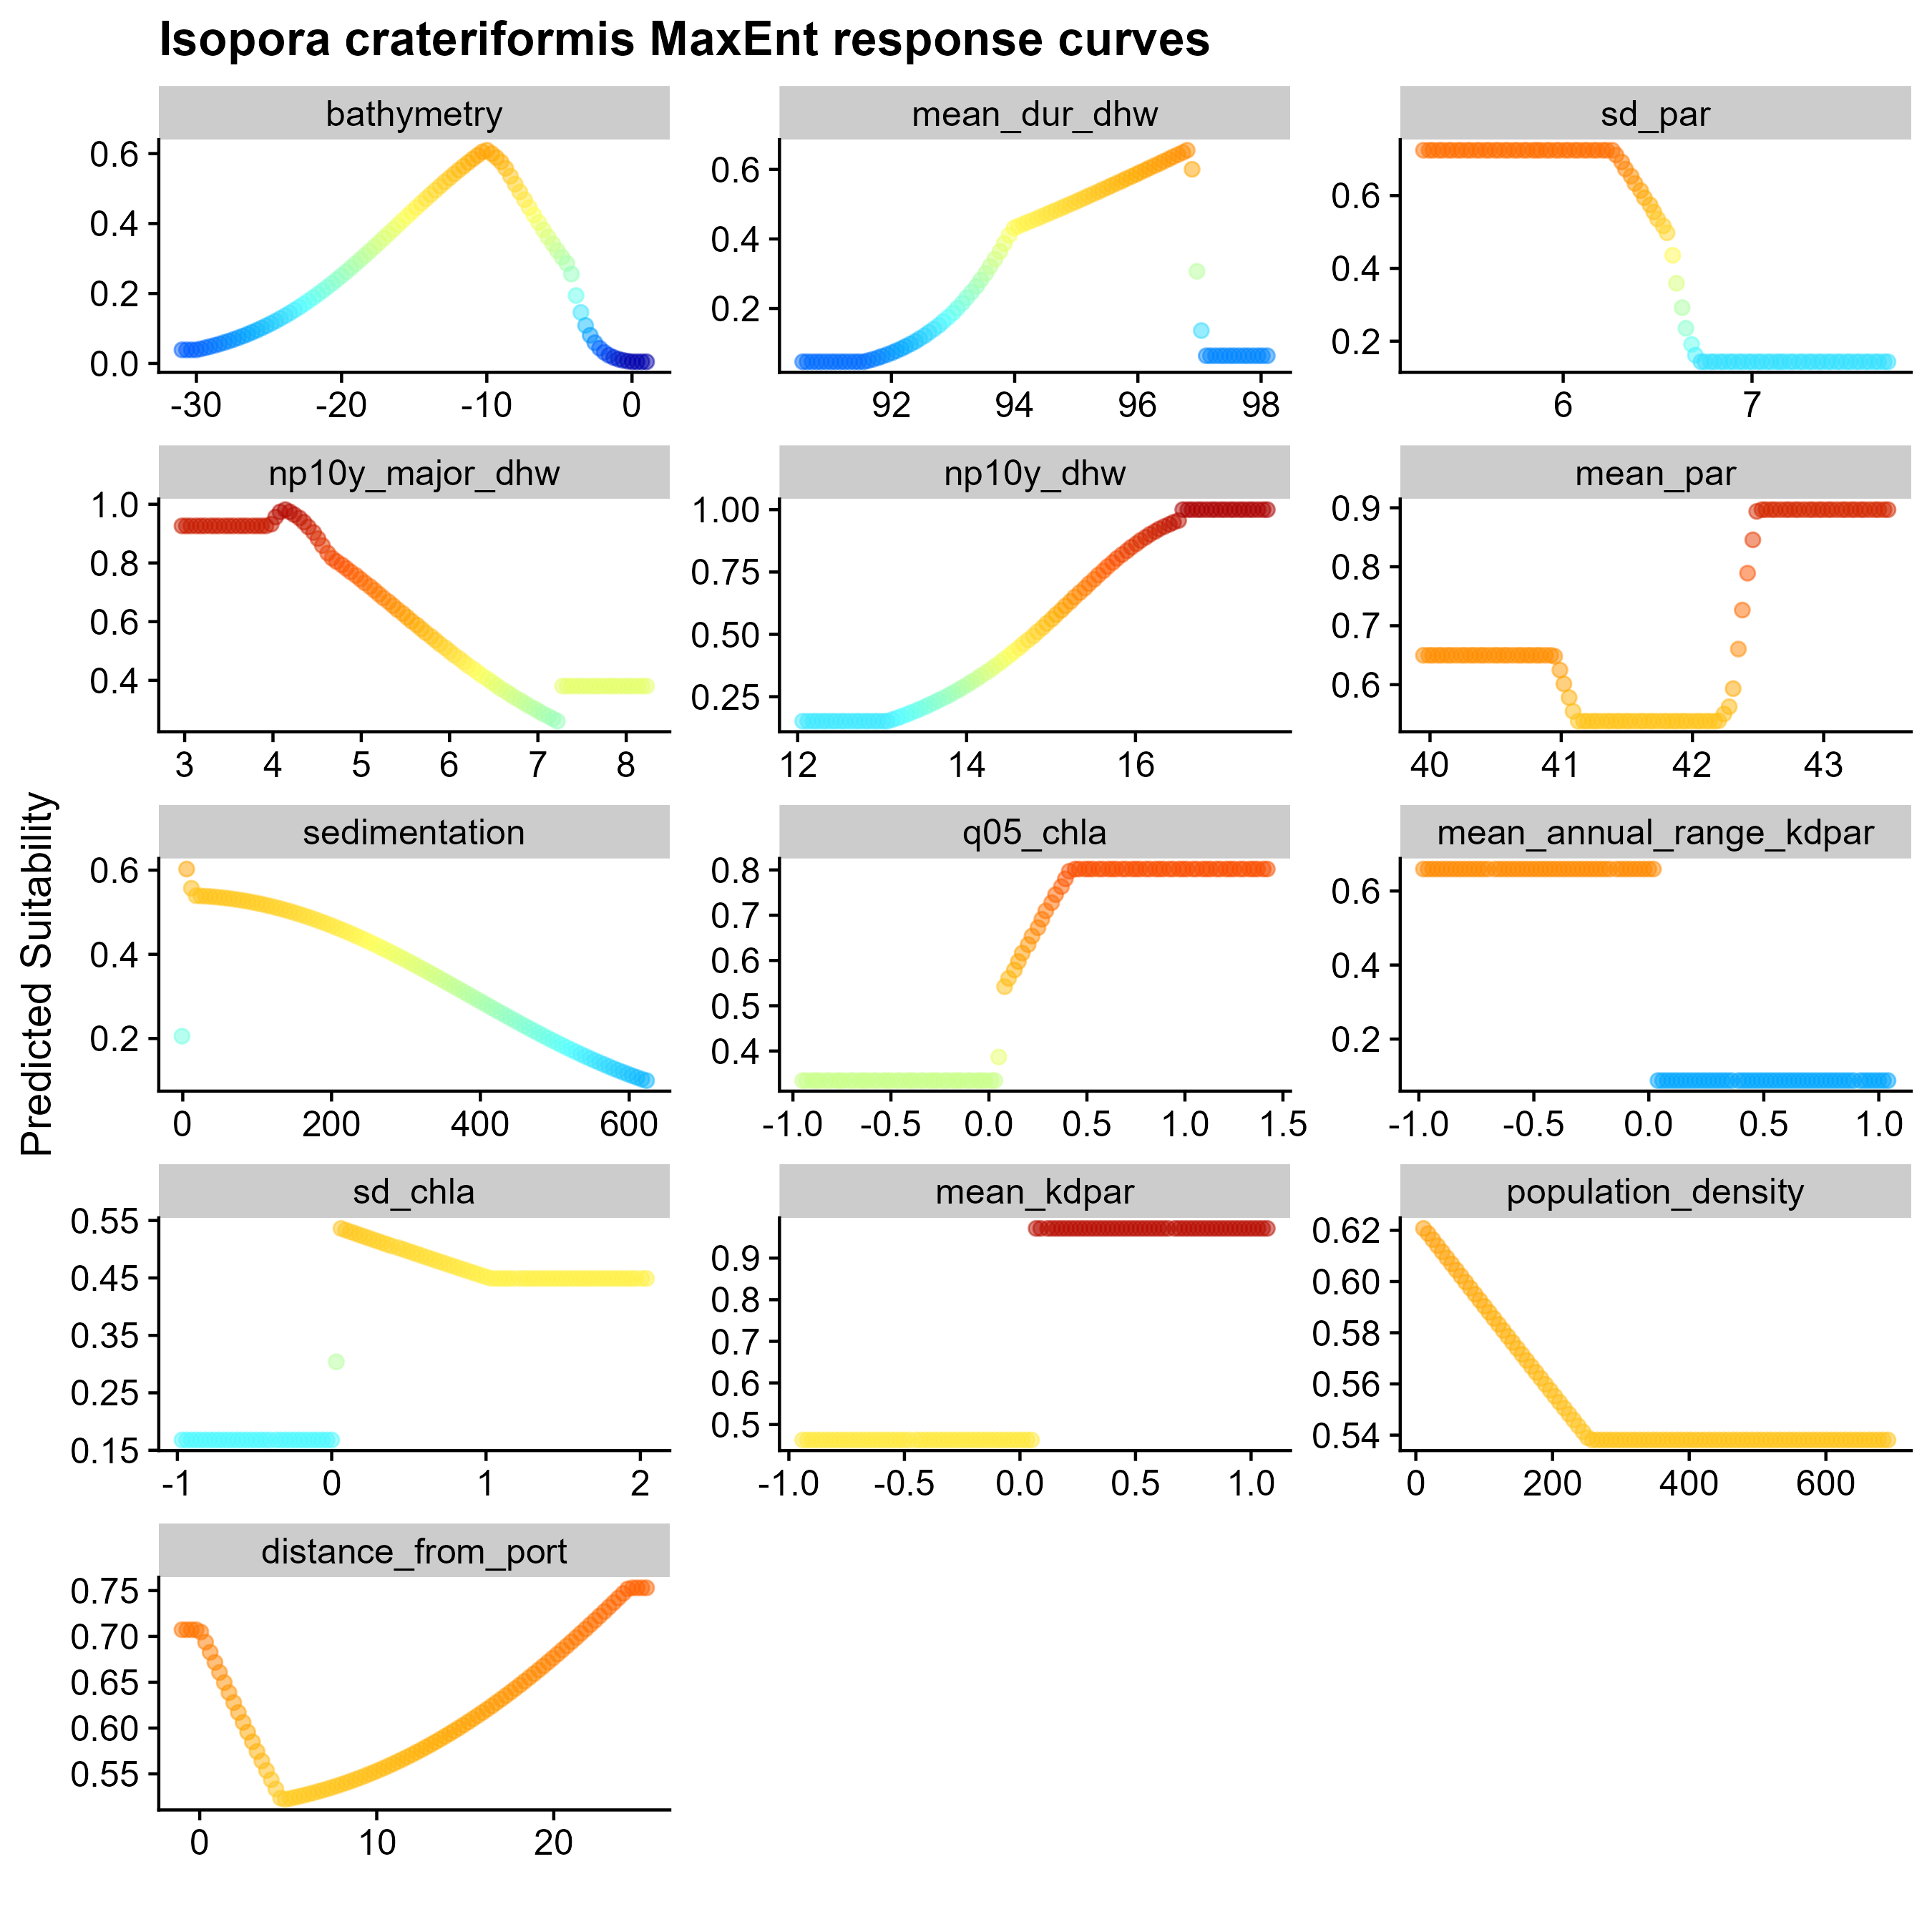 Isopora crateriformis MaxEnt response curves
bathymetry mean_dur_dhw sd_par
0.6 0.4 0.2 0.0
-30 -20 -10 0
0.6 0.4 0.2
92 94 96 98
0.6 0.4 0.2
6 7
np10y_major_dhw np10y_dhw mean_par
1.0 0.8 0.6 0.4
3 4 5 6 7 8
1.00 0.75 0.50 0.25
12 14 16
0.9 0.8 0.7 0.6
40 41 42 43
Predicted Suitability
sedimentation q05_chla mean_annual_range_kdpar
0.6 0.4 0.2
0 200 400 600
0.8 0.7 0.6 0.5 0.4
-1.0 -0.5 0.0 0.5 1.0 1.5
0.6 0.4 0.2
-1.0 -0.5 0.0 0.5 1.0
sd_chla mean_kdpar population_density
0.55 0.45 0.35 0.25 0.15
-1 0 1 2
0.9 0.8 0.7 0.6 0.5
-1.0 -0.5 0.0 0.5 1.0
0.62 0.60 0.58 0.56 0.54
0 200 400 600
distance_from_port
0.75 0.70 0.65 0.60 0.55
0 10 20